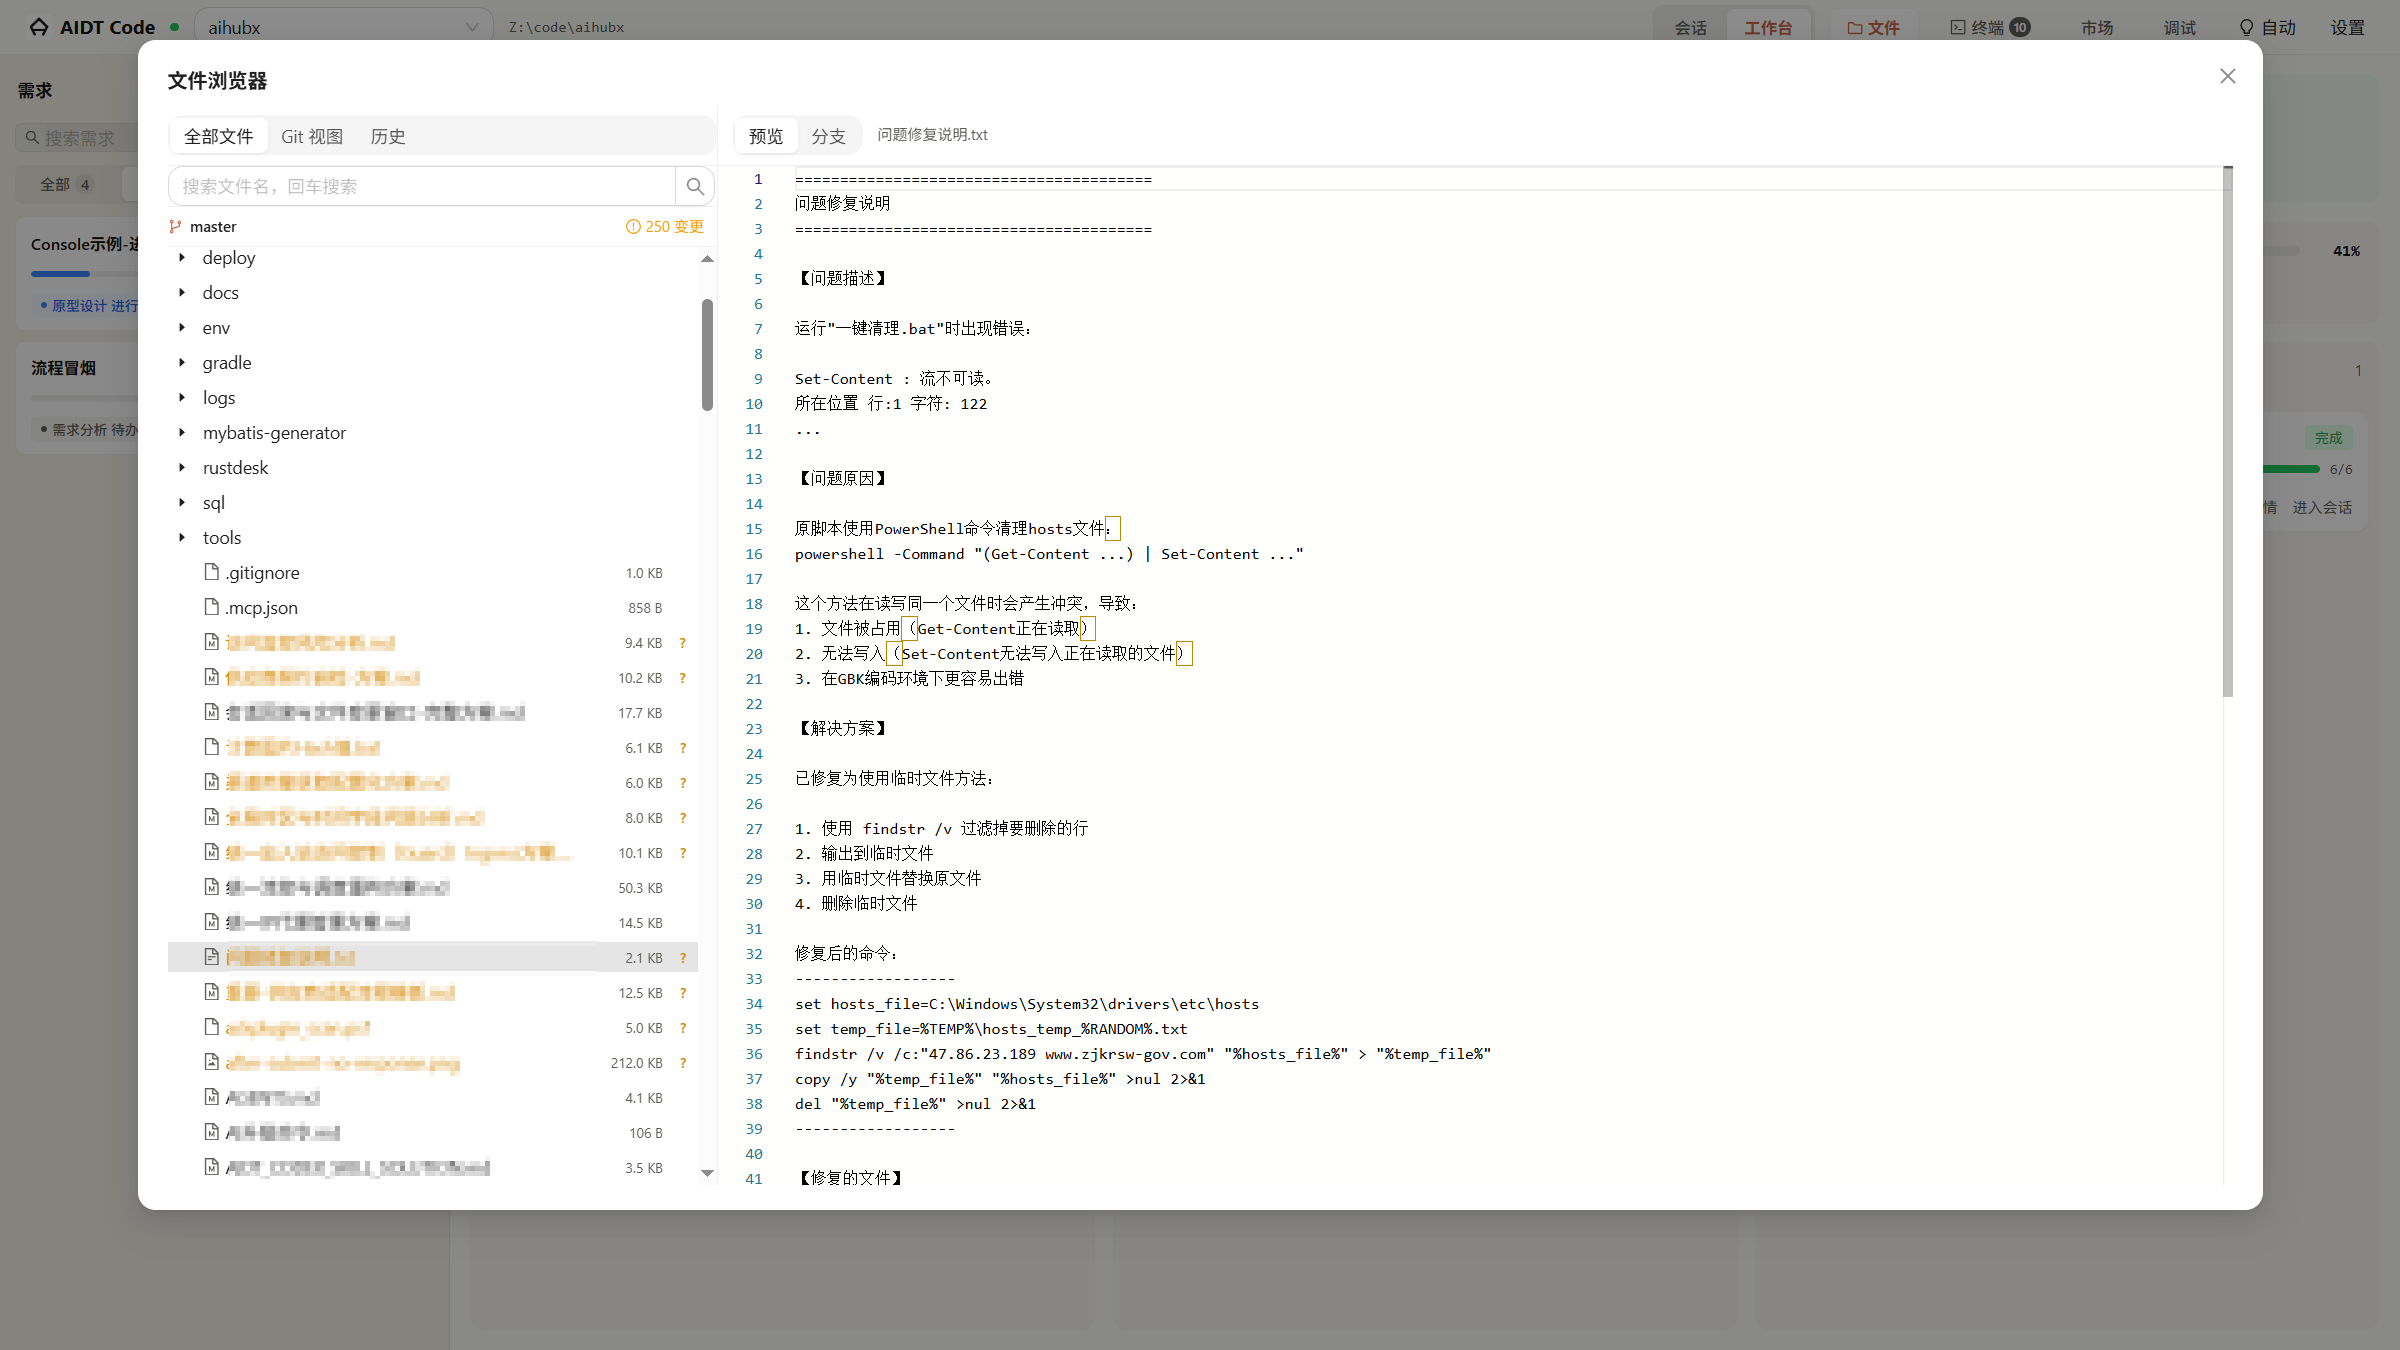 AIDT Code
aihubx
Z:\code\aihubx
会话
工作台
文件
终端 10
市场
调试
自动
设置
需求
搜索需求
全部 4
Console示例-进
原型设计 进行
流程冒烟
需求分析 待办
41%
1
完成
6/6
情 进入会话
文件浏览器
全部文件
Git 视图
历史
搜索文件名，回车搜索
master
250 变更
deploy
docs
env
gradle
logs
mybatis-generator
rustdesk
sql
tools
.gitignore 1.0 KB
.mcp.json 858 B
9.4 KB ?
10.2 KB ?
17.7 KB
6.1 KB ?
6.0 KB ?
8.0 KB ?
10.1 KB ?
50.3 KB
14.5 KB
2.1 KB ?
12.5 KB ?
5.0 KB ?
212.0 KB ?
4.1 KB
106 B
3.5 KB
预览
分支
问题修复说明.txt
1 ========================================
2 问题修复说明
3 ========================================
4
5 【问题描述】
6
7 运行"一键清理.bat"时出现错误：
8
9 Set-Content : 流不可读。
10 所在位置 行:1 字符: 122
11 ...
12
13 【问题原因】
14
15 原脚本使用PowerShell命令清理hosts文件：
16 powershell -Command "(Get-Content ...) | Set-Content ..."
17
18 这个方法在读写同一个文件时会产生冲突，导致：
19 1. 文件被占用（Get-Content正在读取）
20 2. 无法写入（Set-Content无法写入正在读取的文件）
21 3. 在GBK编码环境下更容易出错
22
23 【解决方案】
24
25 已修复为使用临时文件方法：
26
27 1. 使用 findstr /v 过滤掉要删除的行
28 2. 输出到临时文件
29 3. 用临时文件替换原文件
30 4. 删除临时文件
31
32 修复后的命令：
33 ------------------
34 set hosts_file=C:\Windows\System32\drivers\etc\hosts
35 set temp_file=%TEMP%\hosts_temp_%RANDOM%.txt
36 findstr /v /c:"47.86.23.189 www.zjkrsw-gov.com" "%hosts_file%" > "%temp_file%"
37 copy /y "%temp_file%" "%hosts_file%" >nul 2>&1
38 del "%temp_file%" >nul 2>&1
39 ------------------
40
41 【修复的文件】